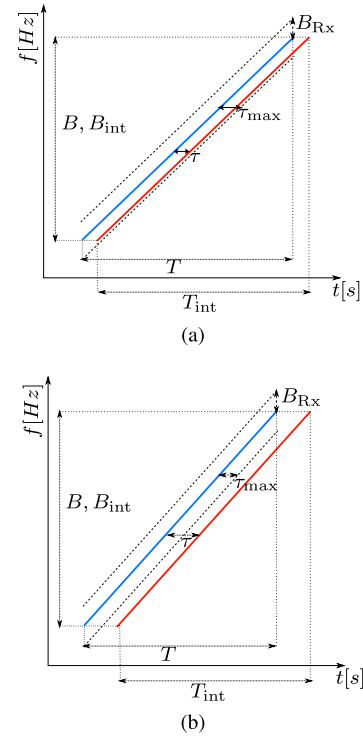 f[Hz]
B_Rx
B, B_int
τ_max
τ
T
t[s]
T_int
(a)
f[Hz]
B_Rx
B, B_int
τ_max
τ
T
t[s]
T_int
(b)